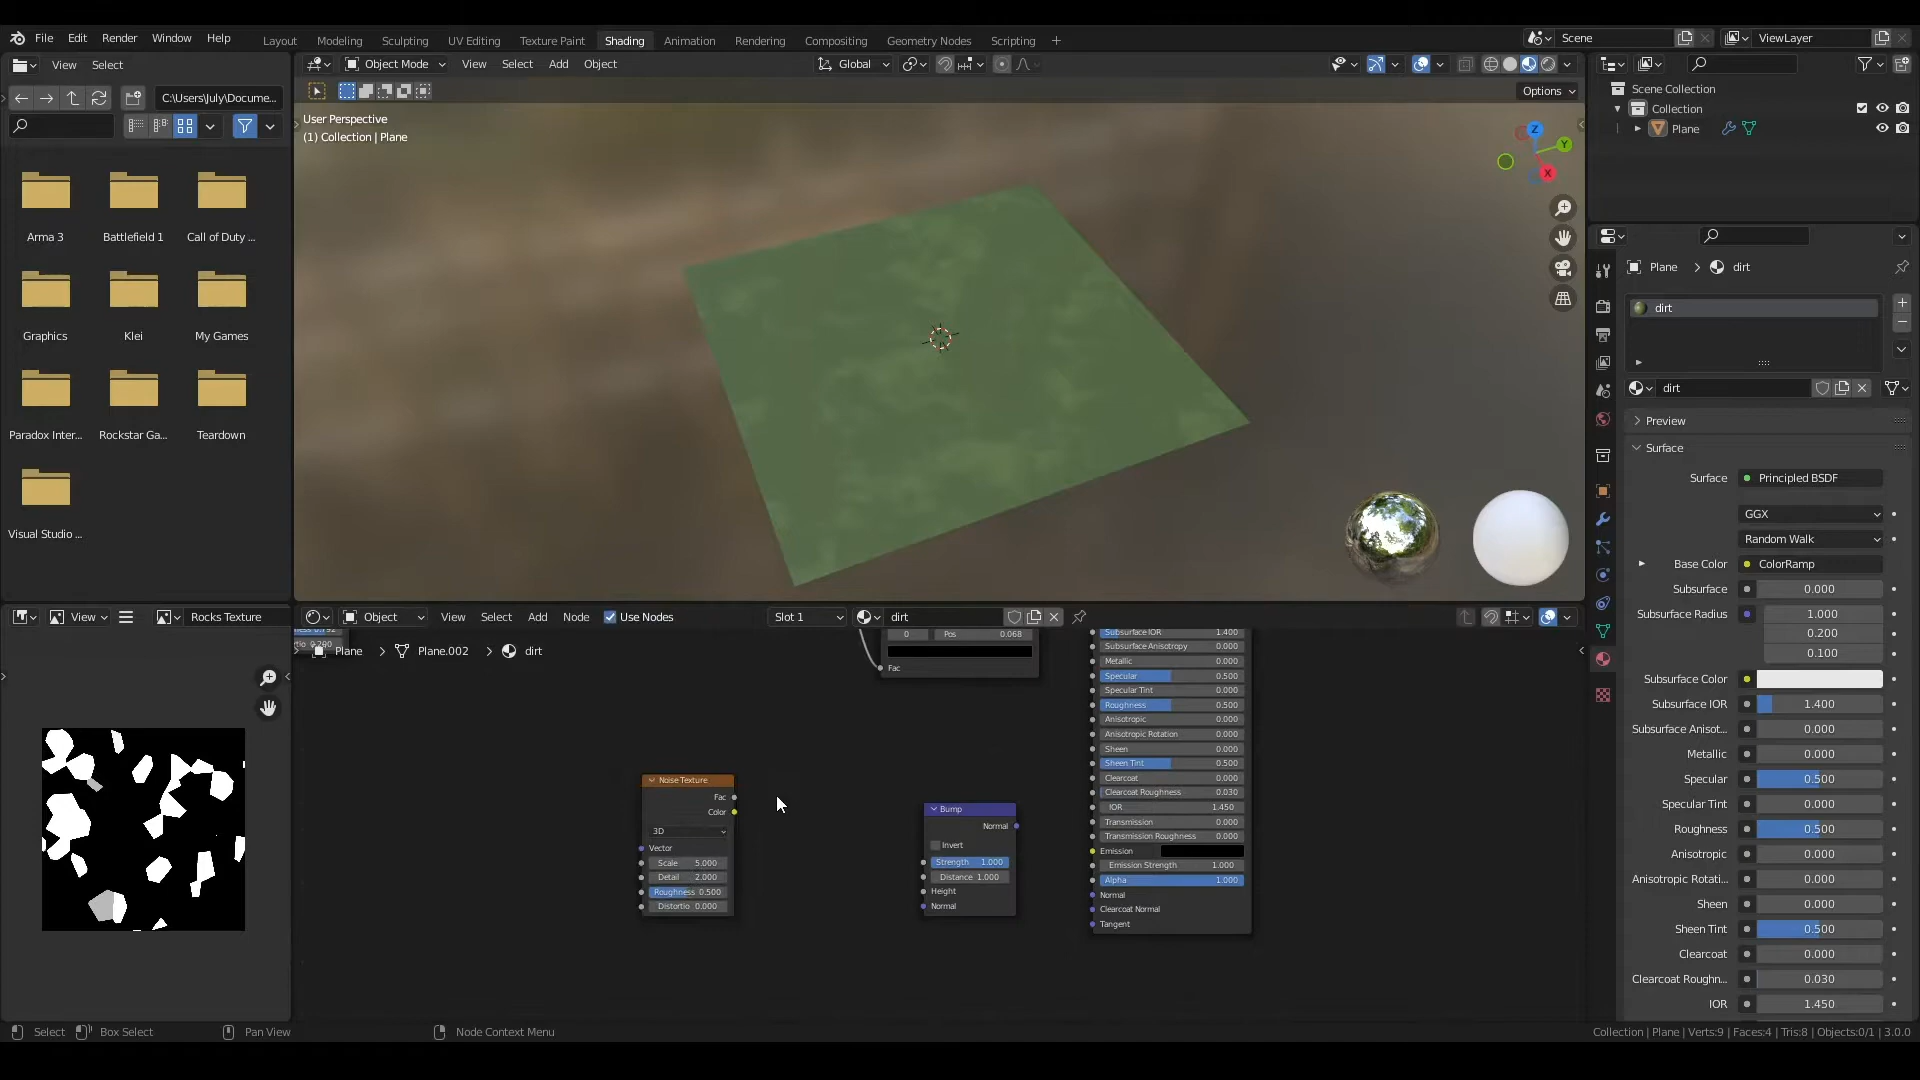 File Edit Render Window Help
Layout Modeling Sculpting UV Editing Texture Paint Shading Animation Rendering Compositing Geometry Nodes Scripting +
Scene
ViewLayer
View Select
Object Mode View Select Add Object
Global
C:\Users\July\Docume...
Options
User Perspective
(1) Collection | Plane
Z
Y
X
Arma 3 Battlefield 1 Call of Duty ...
Graphics Klei My Games
Paradox Inter... Rockstar Ga... Teardown
Visual Studio ...
Scene Collection
Collection
Plane
Plane > dirt
dirt
dirt
Preview
Surface
Surface Principled BSDF
GGX
Random Walk
Base Color ColorRamp
Subsurface 0.000
Subsurface Radius 1.000
0.200
0.100
Subsurface Color
Subsurface IOR 1.400
Subsurface Anisot... 0.000
Metallic 0.000
Specular 0.500
Specular Tint 0.000
Roughness 0.500
Anisotropic 0.000
Anisotropic Rotati... 0.000
Sheen 0.000
Sheen Tint 0.500
Clearcoat 0.000
Clearcoat Roughn... 0.030
IOR 1.450
View Rocks Texture
Object View Select Add Node Use Nodes Slot 1 dirt
Plane > Plane.002 > dirt
0 Pos 0.068
Fac
Noise Texture
Fac
Color
3D
Vector
Scale 5.000
Detail 2.000
Roughness 0.500
Distortio 0.000
Bump
Normal
Invert
Strength 1.000
Distance 1.000
Height
Normal
Subsurface IOR 1.400
Subsurface Anisotropy 0.000
Metallic 0.000
Specular 0.500
Specular Tint 0.000
Roughness 0.500
Anisotropic 0.000
Anisotropic Rotation 0.000
Sheen 0.000
Sheen Tint 0.500
Clearcoat 0.000
Clearcoat Roughness 0.030
IOR 1.450
Transmission 0.000
Transmission Roughness 0.000
Emission
Emission Strength 1.000
Alpha 1.000
Normal
Clearcoat Normal
Tangent
Select Box Select Pan View Node Context Menu
Collection | Plane | Verts:9 | Faces:4 | Tris:8 | Objects:0/1 | 3.0.0